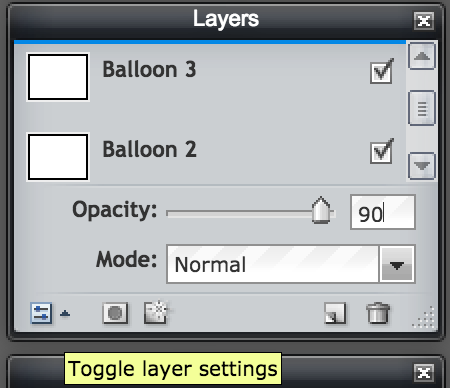 Layers
Balloon 3
Balloon 2
Opacity: 90
Mode: Normal
Toggle layer settings